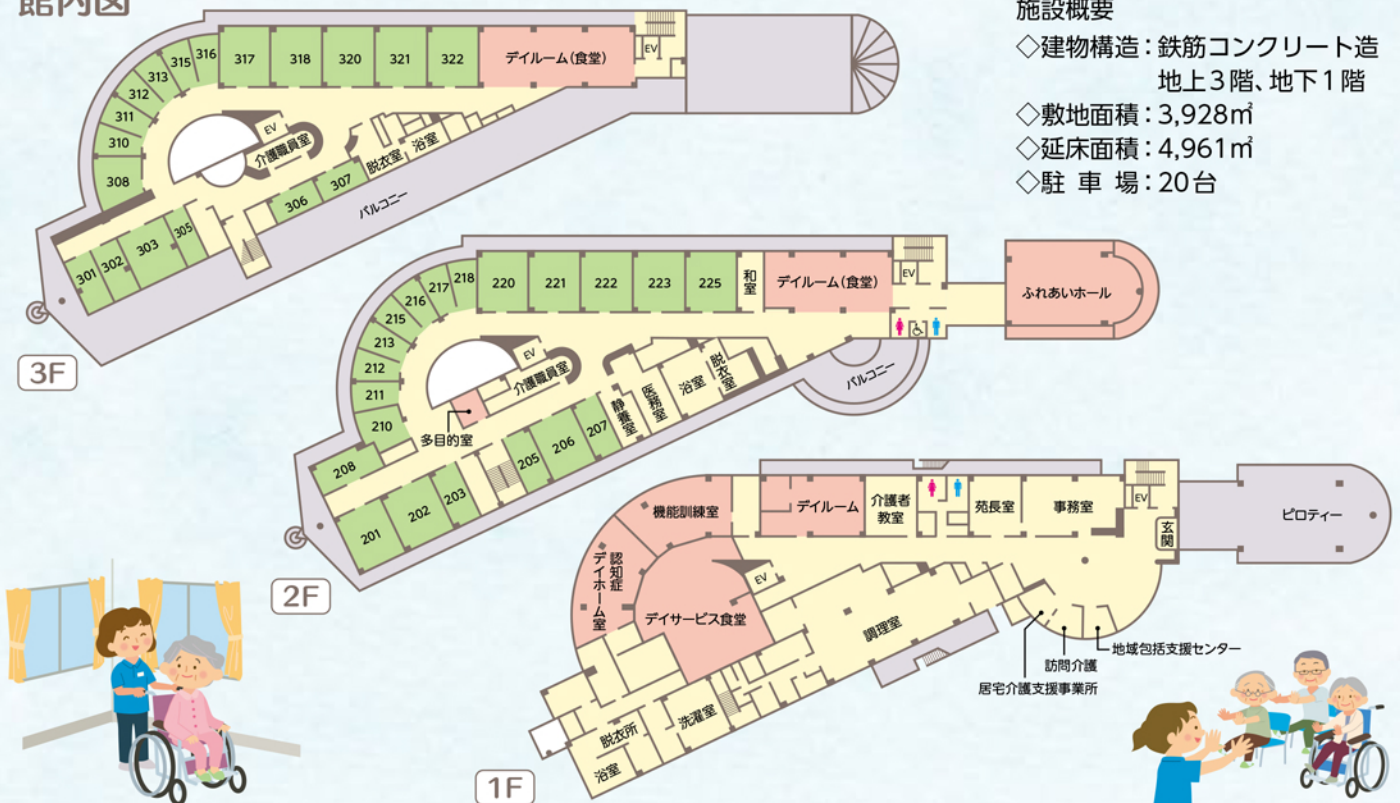 館内図
施設概要
◇建物構造：鉄筋コンクリート造
地上3階、地下1階
◇敷地面積：3,928㎡
◇延床面積：4,961㎡
◇駐車場：20台
316
315
313
312
311
310
308
317
318
320
321
322
デイルーム（食堂）
EV
EV
介護職員室
脱衣室
浴室
307
306
305
303
302
301
バルコニー
3F
218
217
216
215
213
212
211
210
208
220
221
222
223
225
和室
デイルーム（食堂）
EV
ふれあいホール
EV
介護職員室
多目的室
脱衣室
浴室
医務室
静養室
207
206
205
203
202
201
バルコニー
2F
機能訓練室
認知症
デイホーム室
デイサービス食堂
デイルーム
介護者
教室
苑長室
事務室
EV
玄関
ピロティー
EV
調理室
地域包括支援センター
訪問介護
居宅介護支援事業所
洗濯室
脱衣所
浴室
1F